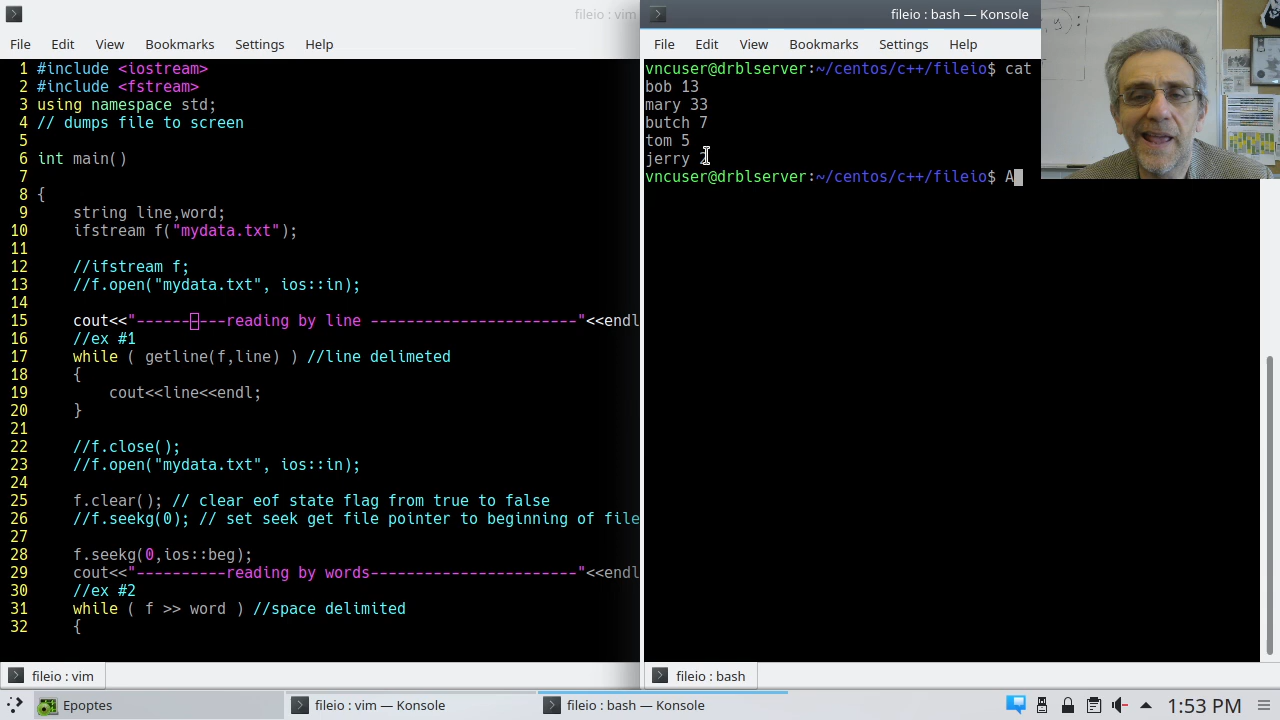 fileio : vim
File Edit View Bookmarks Settings Help
1 #include <iostream>
2 #include <fstream>
3 using namespace std;
4 // dumps file to screen
5
6 int main()
7
8 {
9 string line,word;
10 ifstream f("mydata.txt");
11
12 //ifstream f;
13 //f.open("mydata.txt", ios::in);
14
15 cout<<"----------reading by line -----------------------"<<endl
16 //ex #1
17 while ( getline(f,line) ) //line delimeted
18 {
19 cout<<line<<endl;
20 }
21
22 //f.close();
23 //f.open("mydata.txt", ios::in);
24
25 f.clear(); // clear eof state flag from true to false
26 //f.seekg(0); // set seek get file pointer to beginning of file
27
28 f.seekg(0,ios::beg);
29 cout<<"----------reading by words-----------------------"<<endl
30 //ex #2
31 while ( f >> word ) //space delimited
32 {
fileio : vim
fileio : bash — Konsole
File Edit View Bookmarks Settings Help
vncuser@drblserver:~/centos/c++/fileio$ cat
bob 13
mary 33
butch 7
tom 5
jerry 2
vncuser@drblserver:~/centos/c++/fileio$ A
fileio : bash
Epoptes
fileio : vim — Konsole
fileio : bash — Konsole
1:53 PM